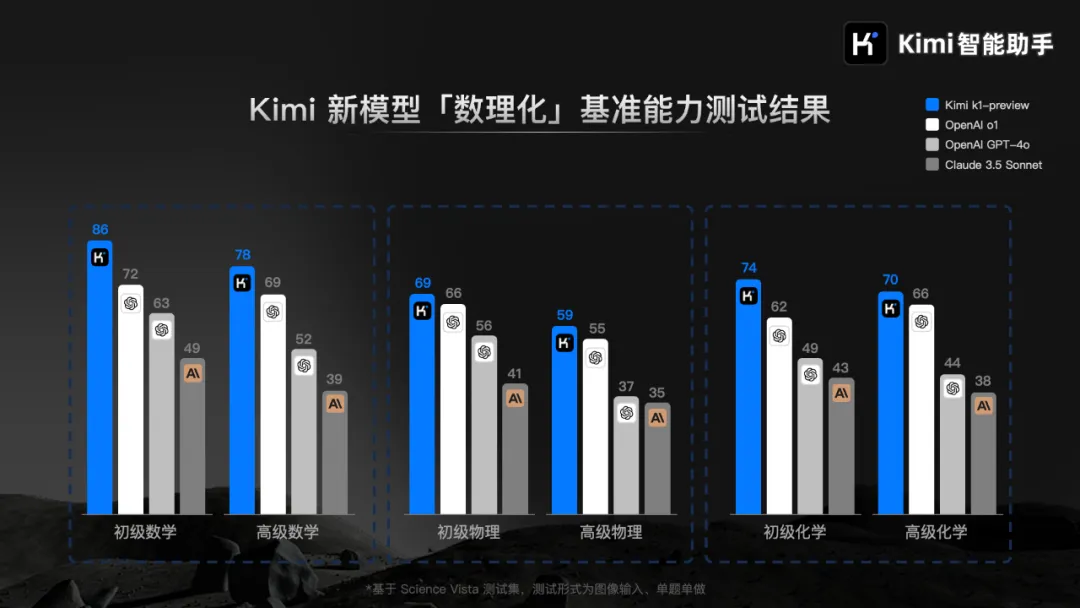 Kimi智能助手
Kimi 新模型「数理化」基准能力测试结果
Kimi k1-preview
OpenAI o1
OpenAI GPT-4o
Claude 3.5 Sonnet
86
72
63
49
78
69
52
39
69
66
56
41
59
55
37
35
74
62
49
43
70
66
44
38
初级数学
高级数学
初级物理
高级物理
初级化学
高级化学
*基于 Science Vista 测试集，测试形式为图像输入、单题单做